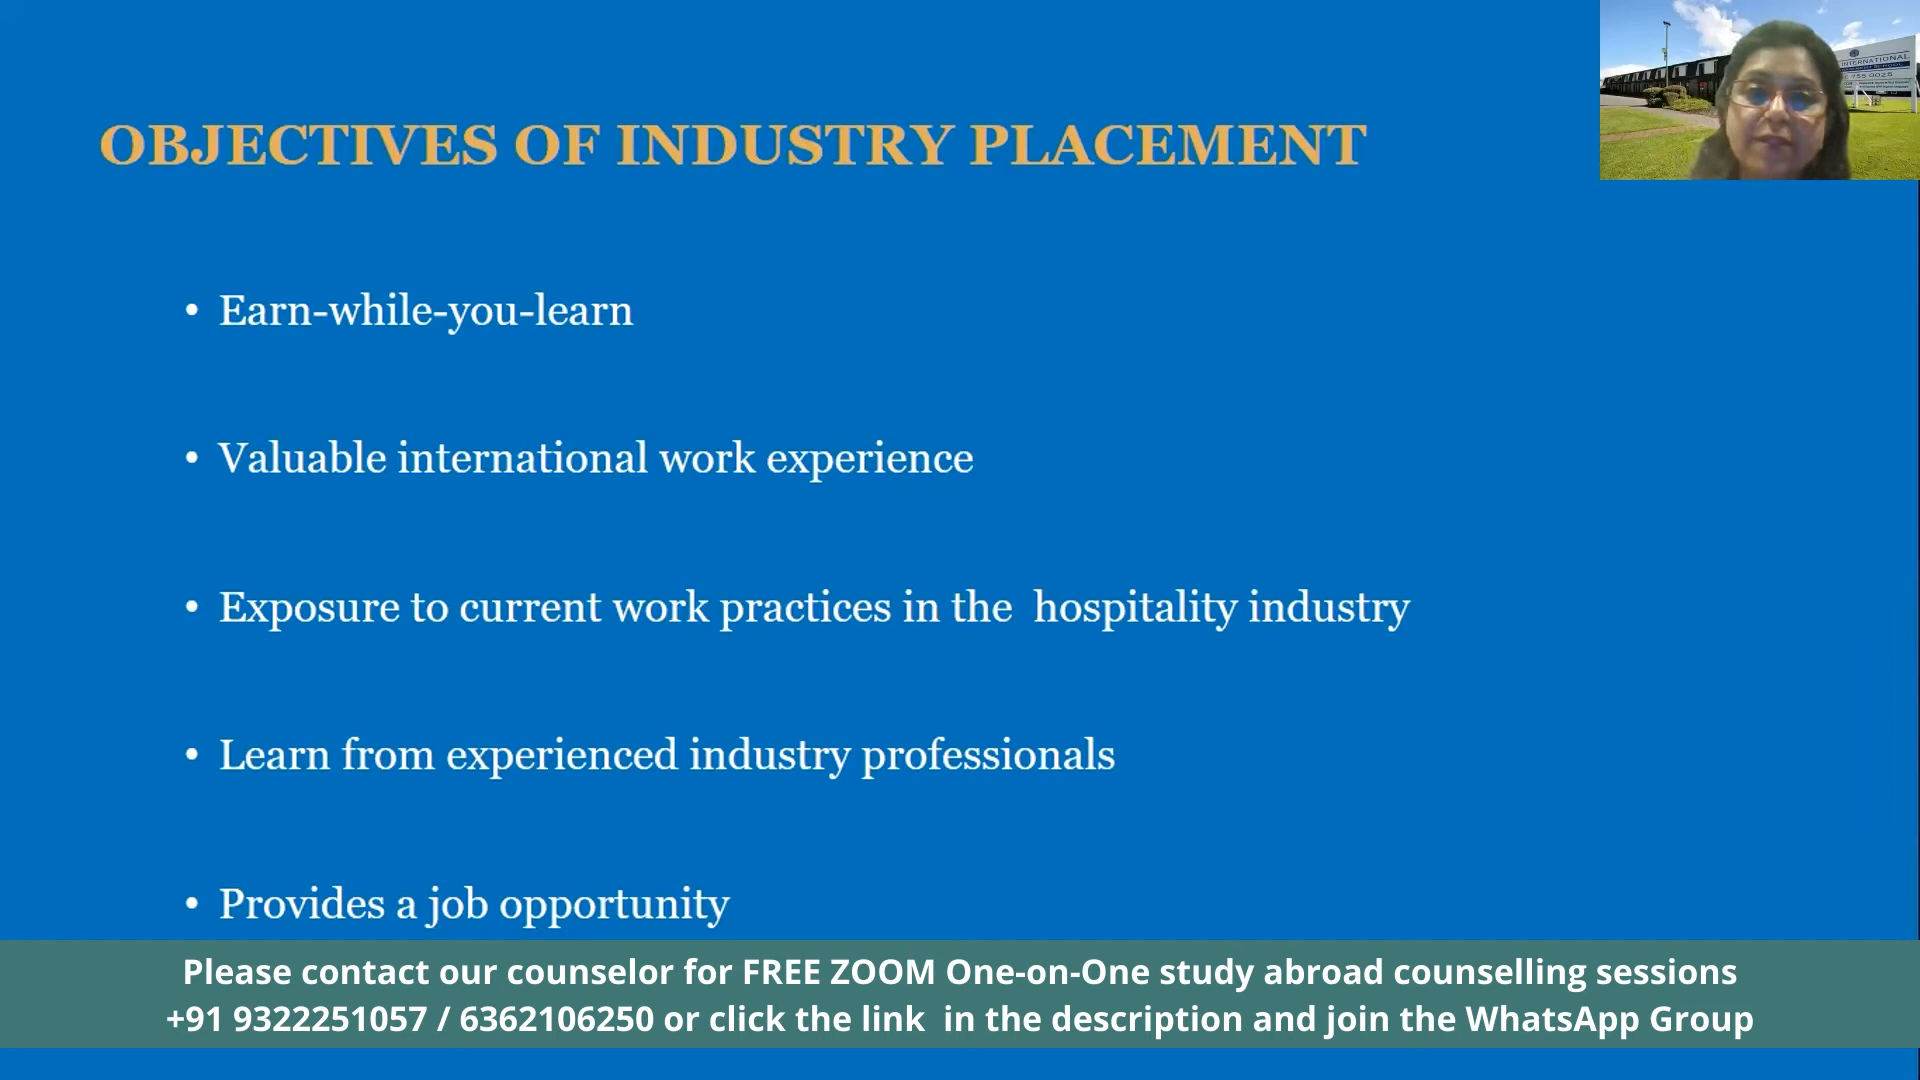 OBJECTIVES OF INDUSTRY PLACEMENT
INTERNATIONAL
755 0025
• Earn-while-you-learn
• Valuable international work experience
• Exposure to current work practices in the  hospitality industry
• Learn from experienced industry professionals
• Provides a job opportunity
Please contact our counselor for FREE ZOOM One-on-One study abroad counselling sessions
+91 9322251057 / 6362106250 or click the link  in the description and join the WhatsApp Group